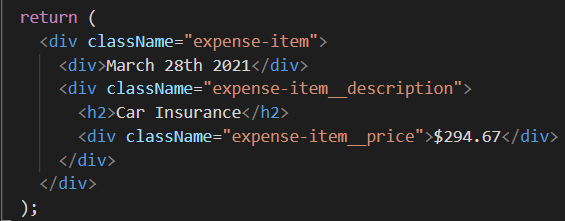 return (
<div className="expense-item">
<div>March 28th 2021</div>
<div className="expense-item__description">
<h2>Car Insurance</h2>
<div className="expense-item__price">$294.67</div>
</div>
</div>
);